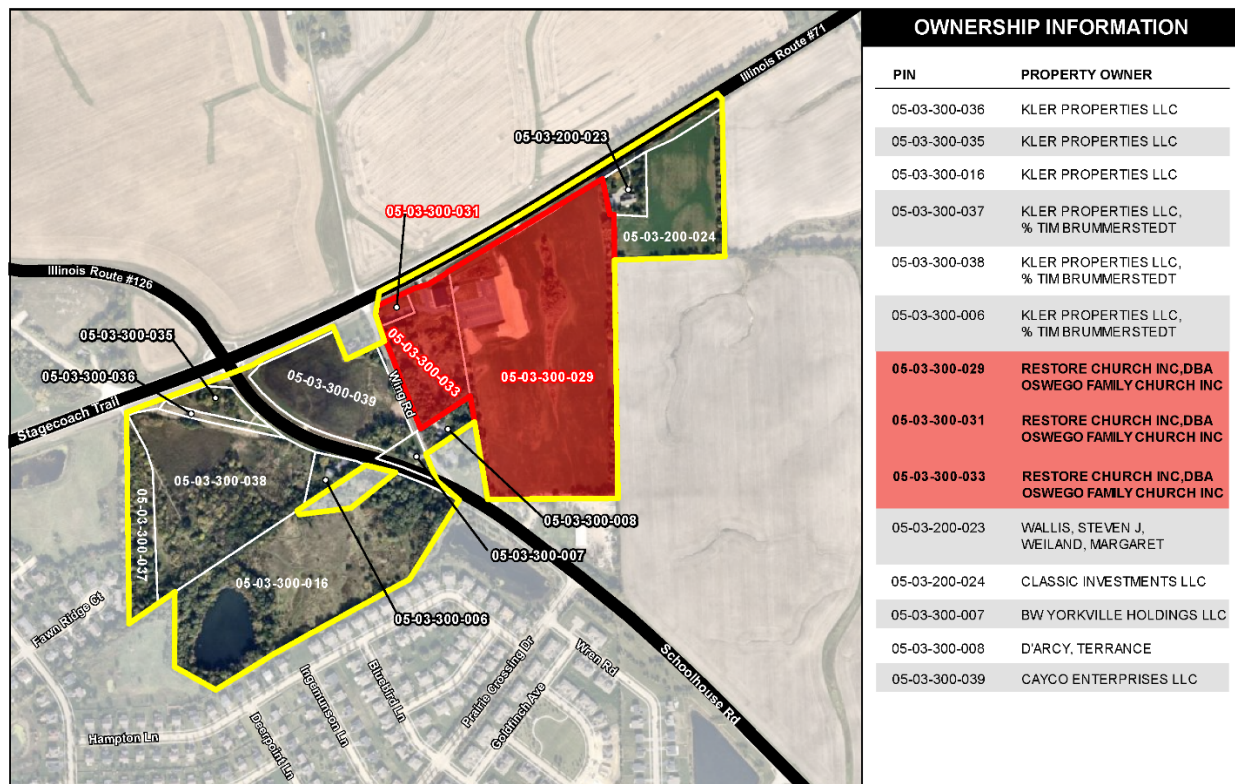 Illinois Route #71
05-03-200-023
05-03-300-031
05-03-200-024
Illinois Route #126
05-03-300-035
05-03-300-036
05-03-300-039
05-03-300-033
05-03-300-029
Wing Rd
Stagecoach Trail
05-03-300-038
05-03-300-037
05-03-300-008
05-03-300-007
05-03-300-016
05-03-300-006
Fawn Ridge Ct
Schoolhouse Rd
Wren Rd
Prairie Crossing Dr
Goldfinch Ave
Bluebird Ln
Ingemunson Ln
Deerpoint Ln
Hampton Ln
OWNERSHIP INFORMATION
PIN PROPERTY OWNER
05-03-300-036 KLER PROPERTIES LLC
05-03-300-035 KLER PROPERTIES LLC
05-03-300-016 KLER PROPERTIES LLC
05-03-300-037 KLER PROPERTIES LLC,
% TIM BRUMMERSTEDT
05-03-300-038 KLER PROPERTIES LLC,
% TIM BRUMMERSTEDT
05-03-300-006 KLER PROPERTIES LLC,
% TIM BRUMMERSTEDT
05-03-300-029 RESTORE CHURCH INC,DBA
OSWEGO FAMILY CHURCH INC
05-03-300-031 RESTORE CHURCH INC,DBA
OSWEGO FAMILY CHURCH INC
05-03-300-033 RESTORE CHURCH INC,DBA
OSWEGO FAMILY CHURCH INC
05-03-200-023 WALLIS, STEVEN J,
WEILAND, MARGARET
05-03-200-024 CLASSIC INVESTMENTS LLC
05-03-300-007 BW YORKVILLE HOLDINGS LLC
05-03-300-008 D'ARCY, TERRANCE
05-03-300-039 CAYCO ENTERPRISES LLC